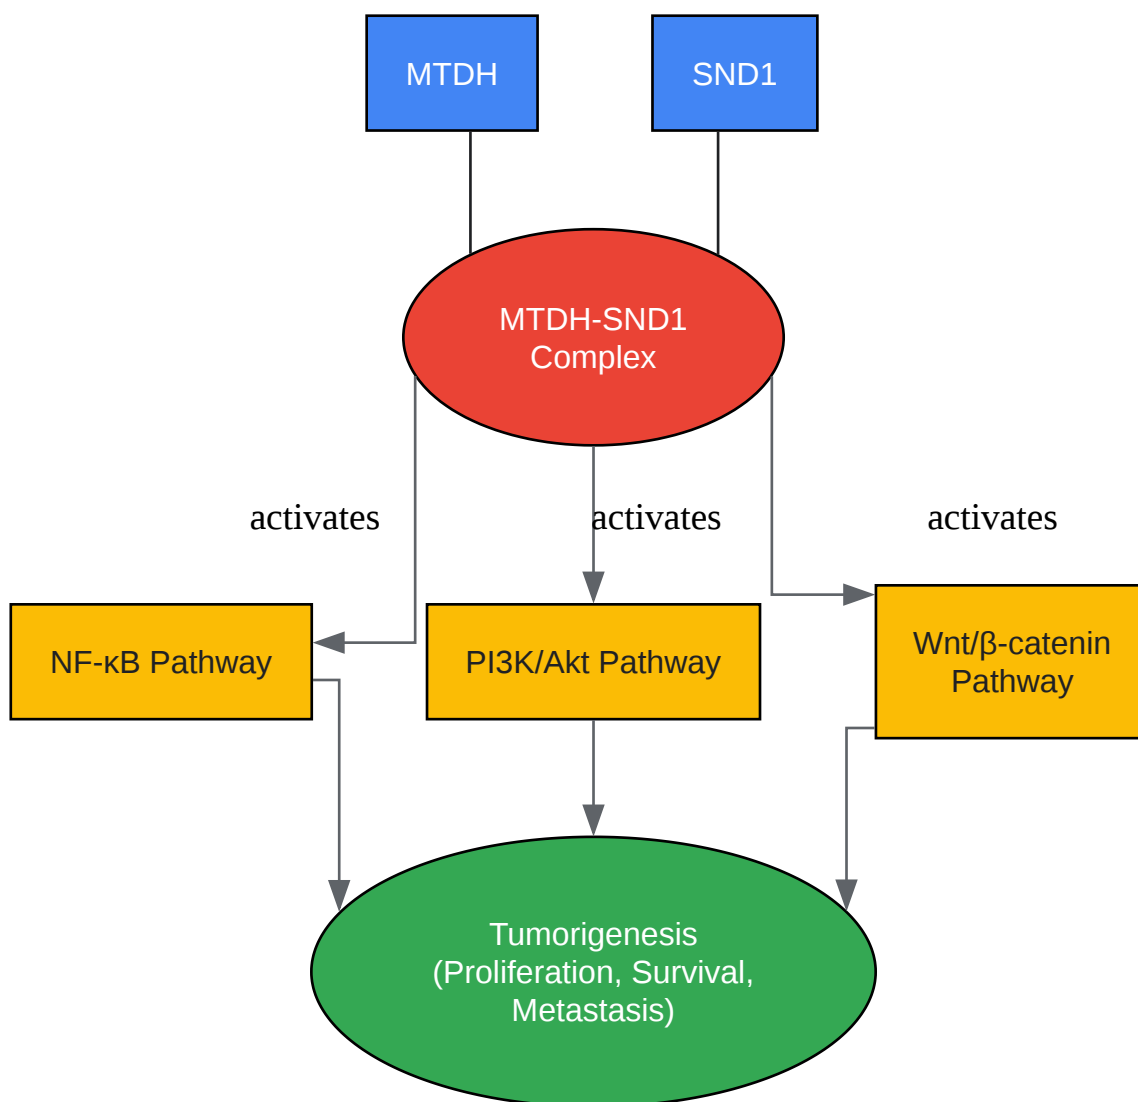 MTDH
SND1
MTDH-SND1
Complex
activates
activates
activates
NF-κB Pathway
PI3K/Akt Pathway
Wnt/β-catenin
Pathway
Tumorigenesis
(Proliferation, Survival,
Metastasis)